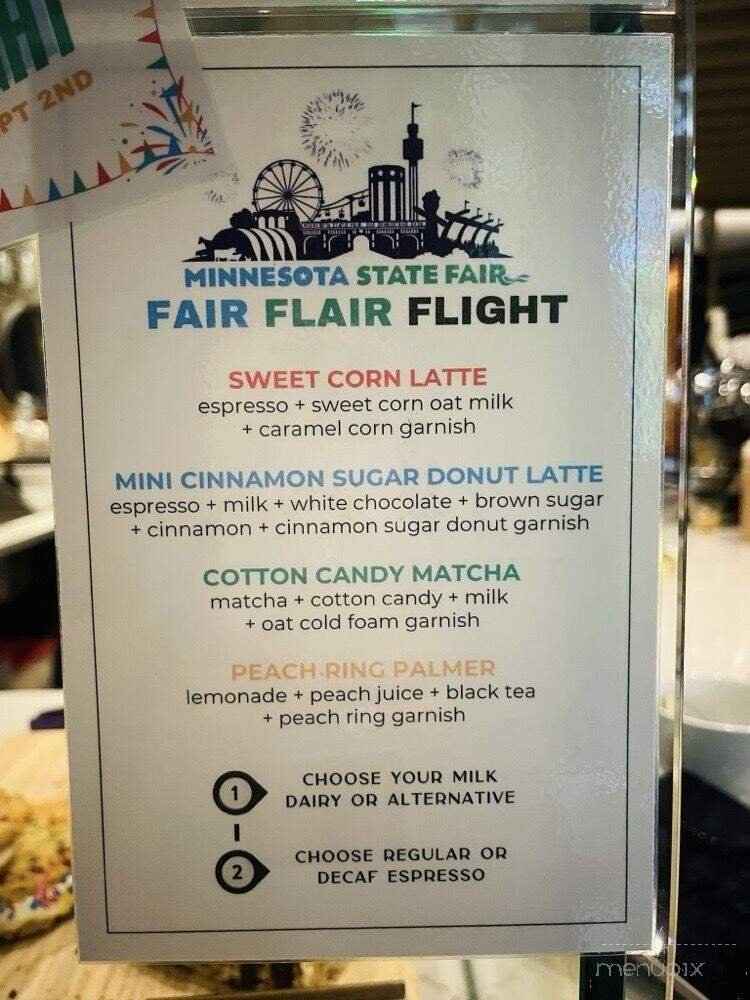 PT 2ND
MINNESOTA STATE FAIR
FAIR FLAIR FLIGHT
SWEET CORN LATTE
espresso + sweet corn oat milk
+ caramel corn garnish
MINI CINNAMON SUGAR DONUT LATTE
espresso + milk + white chocolate + brown sugar
+ cinnamon + cinnamon sugar donut garnish
COTTON CANDY MATCHA
matcha + cotton candy + milk
+ oat cold foam garnish
PEACH RING PALMER
lemonade + peach juice + black tea
+ peach ring garnish
1
CHOOSE YOUR MILK
DAIRY OR ALTERNATIVE
2
CHOOSE REGULAR OR
DECAF ESPRESSO
menupix